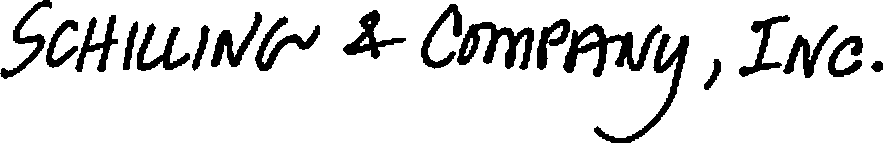 SCHILLING & COMPANY, INC.